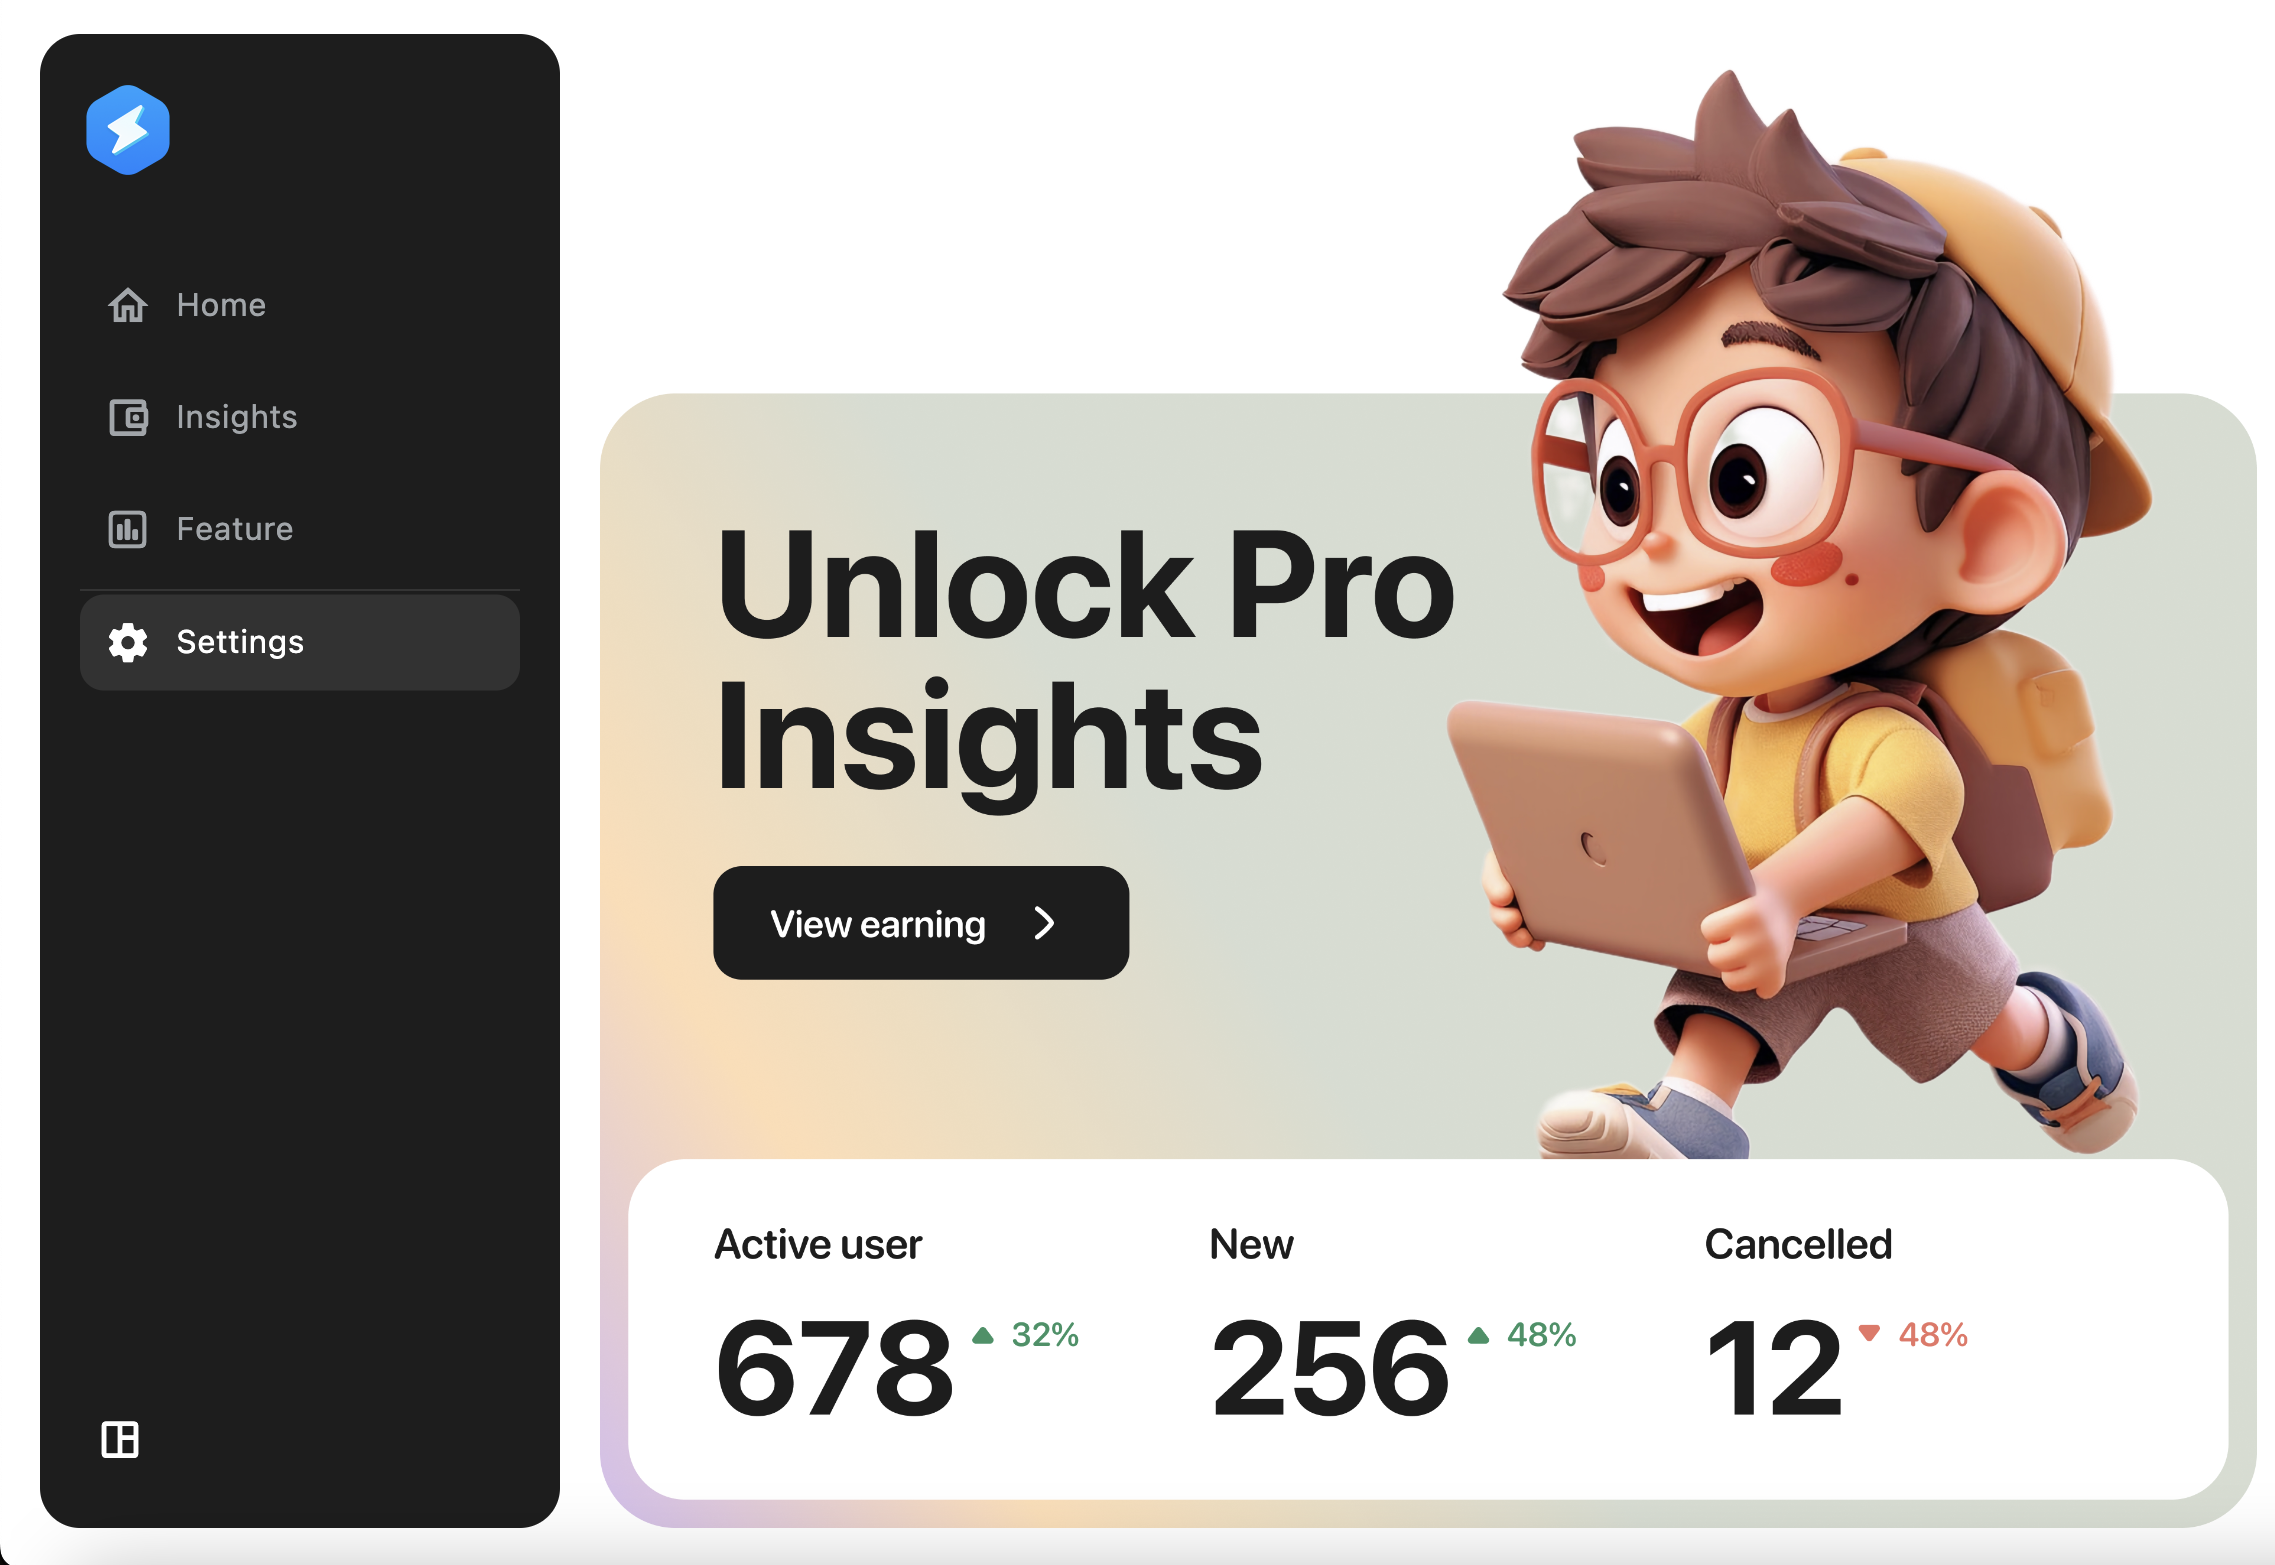 Home
Insights
Feature
Settings
Unlock Pro
Insights
View earning
Active user
678 32%
New
256 48%
Cancelled
12 48%